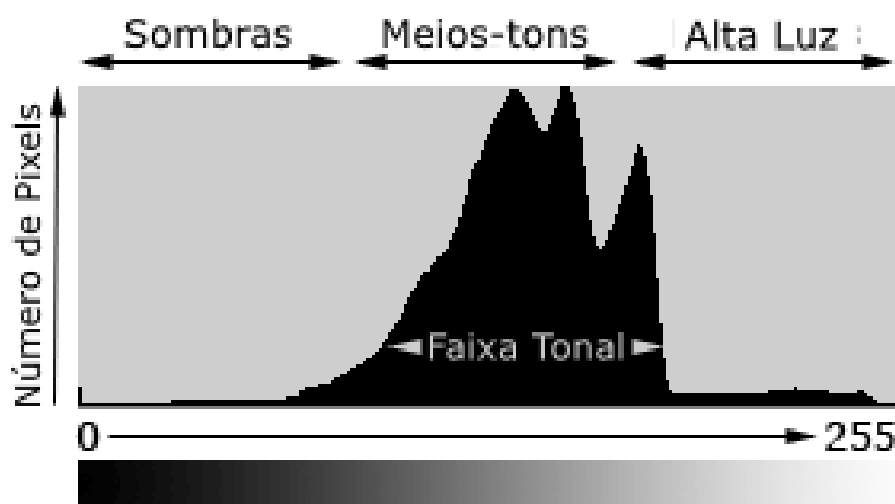 Sombras
Meios-tons
Alta Luz
Número de Pixels
Faixa Tonal
0
255